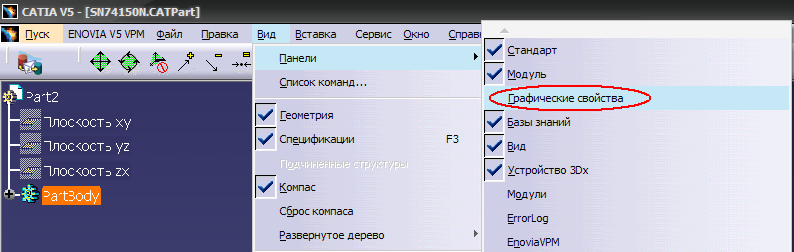 CATIA V5 - [SN74150N.CATPart]
Пуск ENOVIA V5 VPM Файл Правка Вид Вставка Сервис Окно Справ
Part2
Плоскость xy
Плоскость yz
Плоскость zx
PartBody
Панели
Список команд...
Геометрия
Спецификации F3
Подчиненные структуры
Компас
Сброс компаса
Развернутое дерево
Стандарт
Модуль
Графические свойства
Базы знаний
Вид
Устройство 3Dx
Модули
ErrorLog
EnoviaVPM